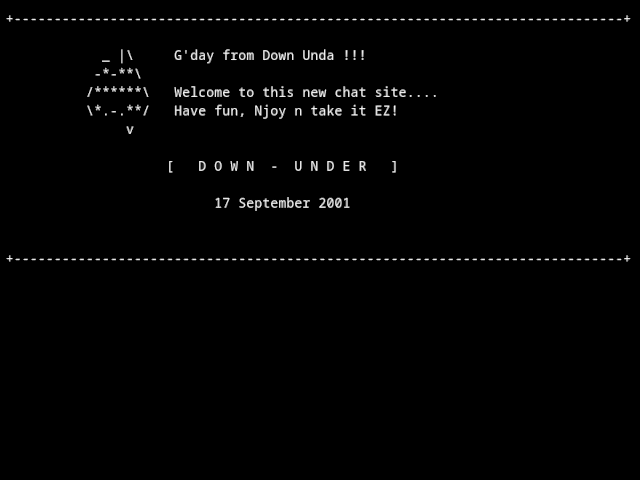 +----------------------------------------------------------------------------+
            _ |\     G'day from Down Unda !!!
           -*-**\
          /******\   Welcome to this new chat site....
          \*.-.**/   Have fun, Njoy n take it EZ!
               v
                    [   D O W N  -  U N D E R   ]
                          17 September 2001
+----------------------------------------------------------------------------+